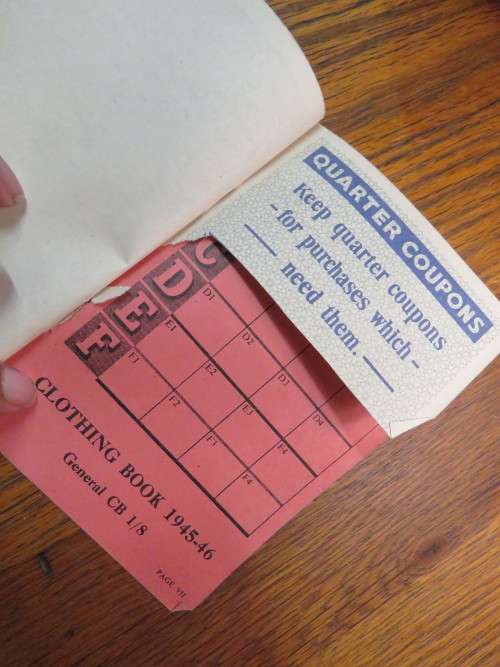 QUARTER COUPONS
Keep quarter coupons
-for purchases which-
need them.
C
D
D1
D2
D3
D4
E
E1
E2
E3
E4
F
F1
F2
F3
F4
CLOTHING BOOK 1945-46
General CB 1/8
PAGE VII